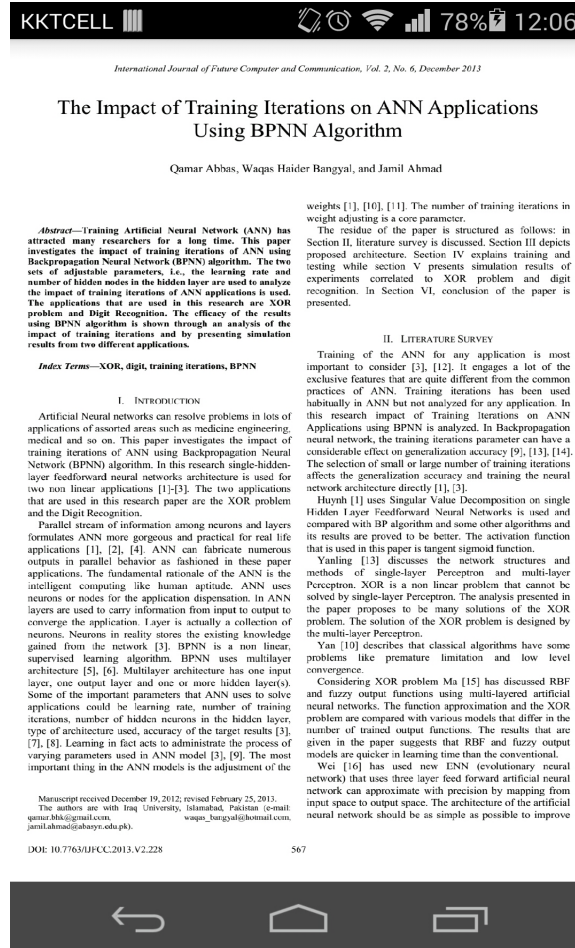 KKTCELL 78% 12:06
International Journal of Future Computer and Communication, Vol. 2, No. 6, December 2013
The Impact of Training Iterations on ANN Applications
Using BPNN Algorithm
Qamar Abbas, Waqas Haider Bangyal, and Jamil Ahmad
Abstract—Training Artificial Neural Network (ANN) has
attracted many researchers for a long time. This paper
investigates the impact of training iterations of ANN using
Backpropagation Neural Network (BPNN) algorithm. The two
sets of adjustable parameters, i.e., the learning rate and
number of hidden nodes in the hidden layer are used to analyze
the impact of training iterations of ANN applications is used.
The applications that are used in this research are XOR
problem and Digit Recognition. The efficacy of the results
using BPNN algorithm is shown through an analysis of the
impact of training iterations and by presenting simulation
results from two different applications.
Index Terms—XOR, digit, training iterations, BPNN
I. INTRODUCTION
Artificial Neural networks can resolve problems in lots of
applications of assorted areas such as medicine engineering,
medical and so on. This paper investigates the impact of
training iterations of ANN using Backpropagation Neural
Network (BPNN) algorithm. In this research single-hidden-
layer feedforward neural networks architecture is used for
two non linear applications [1]-[3]. The two applications
that are used in this research paper are the XOR problem
and the Digit Recognition.
Parallel stream of information among neurons and layers
formulates ANN more gorgeous and practical for real life
applications [1], [2], [4]. ANN can fabricate numerous
outputs in parallel behavior as fashioned in these paper
applications. The fundamental rationale of the ANN is the
intelligent computing like human aptitude. ANN uses
neurons or nodes for the application dispensation. In ANN
layers are used to carry information from input to output to
converge the application. Layer is actually a collection of
neurons. Neurons in reality stores the existing knowledge
gained from the network [3]. BPNN is a non linear,
supervised learning algorithm. BPNN uses multilayer
architecture [5], [6]. Multilayer architecture has one input
layer, one output layer and one or more hidden layer(s).
Some of the important parameters that ANN uses to solve
applications could be learning rate, number of training
iterations, number of hidden neurons in the hidden layer,
type of architecture used, accuracy of the target results [3],
[7], [8]. Learning in fact acts to administrate the process of
varying parameters used in ANN model [3], [9]. The most
important thing in the ANN models is the adjustment of the
Manuscript received December 19, 2012; revised February 25, 2013.
The authors are with Iraq University, Islamabad, Pakistan (e-mail:
qamar.bhk@gmail.com, waqas_bangyal@hotmail.com,
jamil.ahmad@abasyn.edu.pk).
weights [1], [10], [11]. The number of training iterations in
weight adjusting is a core parameter.
The residue of the paper is structured as follows: in
Section II, literature survey is discussed. Section III depicts
proposed architecture. Section IV explains training and
testing while section V presents simulation results of
experiments correlated to XOR problem and digit
recognition. In Section VI, conclusion of the paper is
presented.
II. LITERATURE SURVEY
Training of the ANN for any application is most
important to consider [3], [12]. It engages a lot of the
exclusive features that are quite different from the common
practices of ANN. Training iterations has been used
habitually in ANN but not analyzed for any application. In
this research impact of Training Iterations on ANN
Applications using BPNN is analyzed. In Backpropagation
neural network, the training iterations parameter can have a
considerable effect on generalization accuracy [9], [13], [14].
The selection of small or large number of training iterations
affects the generalization accuracy and training the neural
network architecture directly [1], [3].
Huynh [1] uses Singular Value Decomposition on single
Hidden Layer Feedforward Neural Networks is used and
compared with BP algorithm and some other algorithms and
its results are proved to be better. The activation function
that is used in this paper is tangent sigmoid function.
Yanling [13] discusses the network structures and
methods of single-layer Perceptron and multi-layer
Perceptron. XOR is a non linear problem that cannot be
solved by single-layer Perceptron. The analysis presented in
the paper proposes to be many solutions of the XOR
problem. The solution of the XOR problem is designed by
the multi-layer Perceptron.
Yan [10] describes that classical algorithms have some
problems like premature limitation and low level
convergence.
Considering XOR problem Ma [15] has discussed RBF
and fuzzy output functions using multi-layered artificial
neural networks. The function approximation and the XOR
problem are compared with various models that differ in the
number of trained output functions. The results that are
given in the paper suggests that RBF and fuzzy output
models are quicker in learning time than the conventional.
Wei [16] has used new ENN (evolutionary neural
network) that uses three layer feed forward artificial neural
network can approximate with precision by mapping from
input space to output space. The architecture of the artificial
neural network should be as simple as possible to improve
DOI: 10.7763/IJFCC.2013.V2.228 567